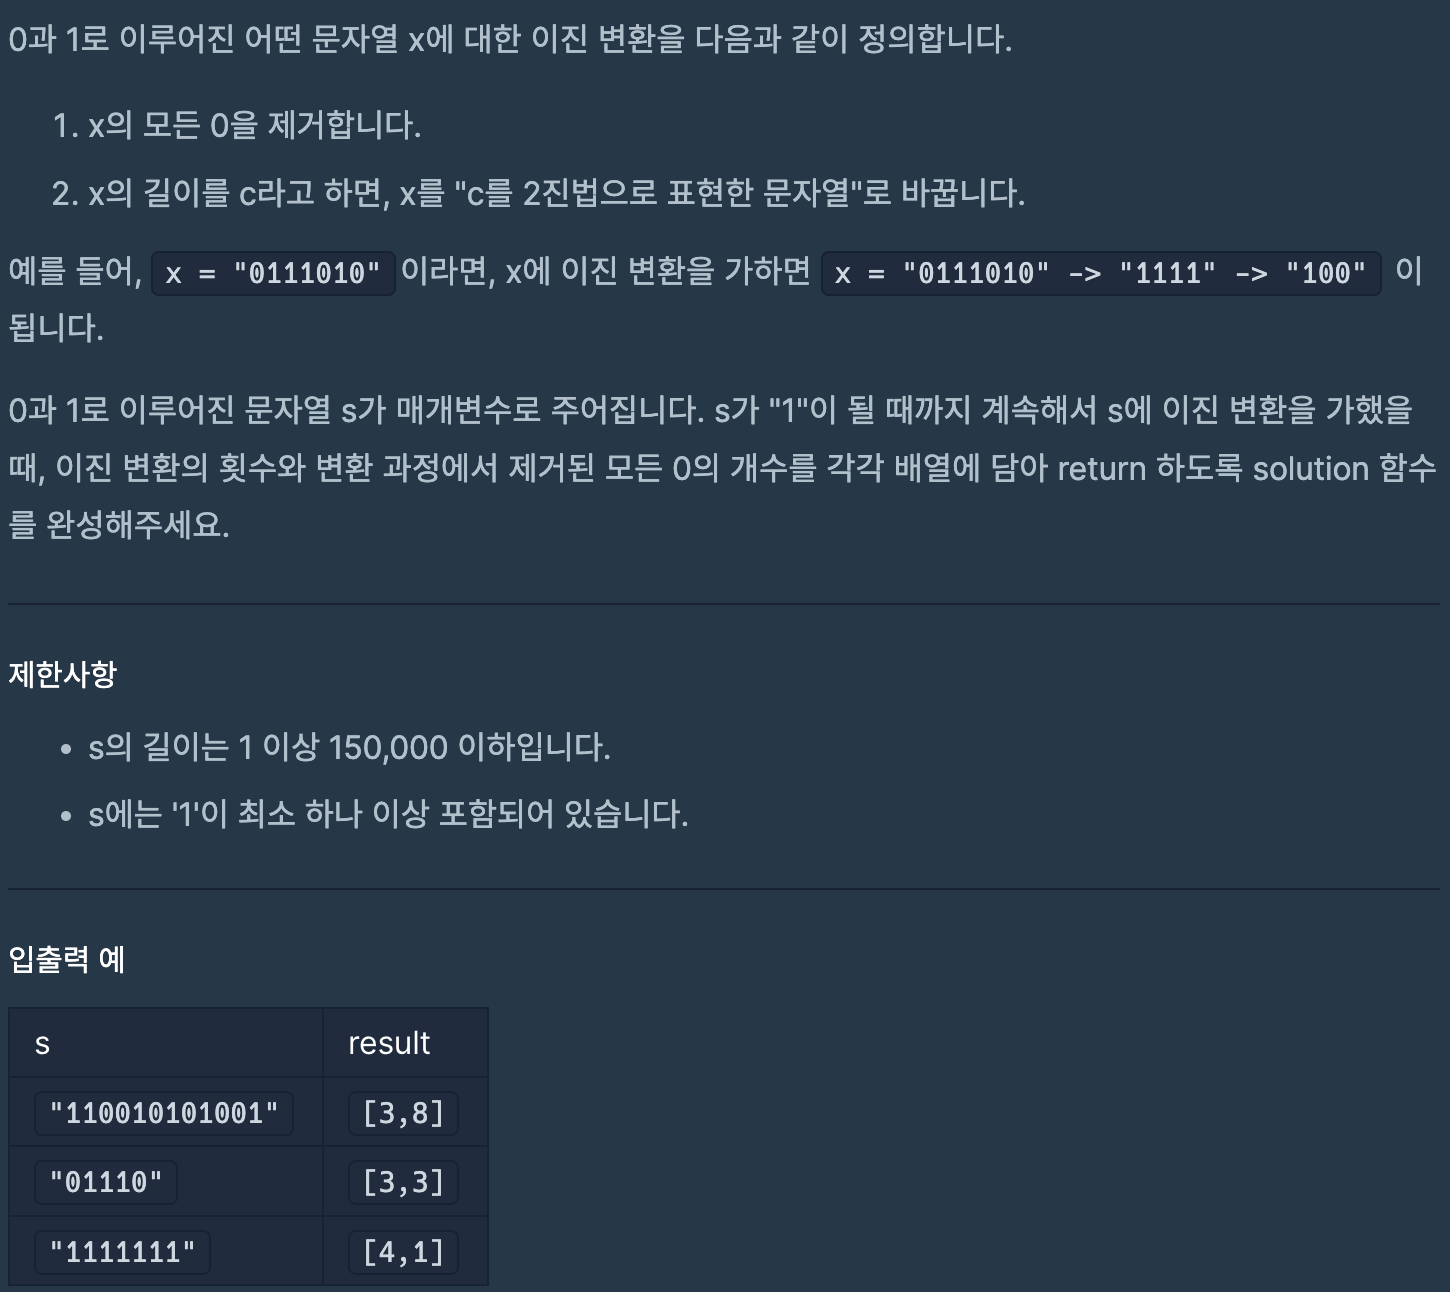 0과 1로 이루어진 어떤 문자열 x에 대한 이진 변환을 다음과 같이 정의합니다.
1. x의 모든 0을 제거합니다.
2. x의 길이를 c라고 하면, x를 "c를 2진법으로 표현한 문자열"로 바꿉니다.
예를 들어, x = "0111010" 이라면, x에 이진 변환을 가하면 x = "0111010" -> "1111" -> "100" 이
됩니다.
0과 1로 이루어진 문자열 s가 매개변수로 주어집니다. s가 "1"이 될 때까지 계속해서 s에 이진 변환을 가했을
때, 이진 변환의 횟수와 변환 과정에서 제거된 모든 0의 개수를 각각 배열에 담아 return 하도록 solution 함수
를 완성해주세요.
제한사항
• s의 길이는 1 이상 150,000 이하입니다.
• s에는 '1'이 최소 하나 이상 포함되어 있습니다.
입출력 예
s result
"110010101001" [3,8]
"01110" [3,3]
"1111111" [4,1]